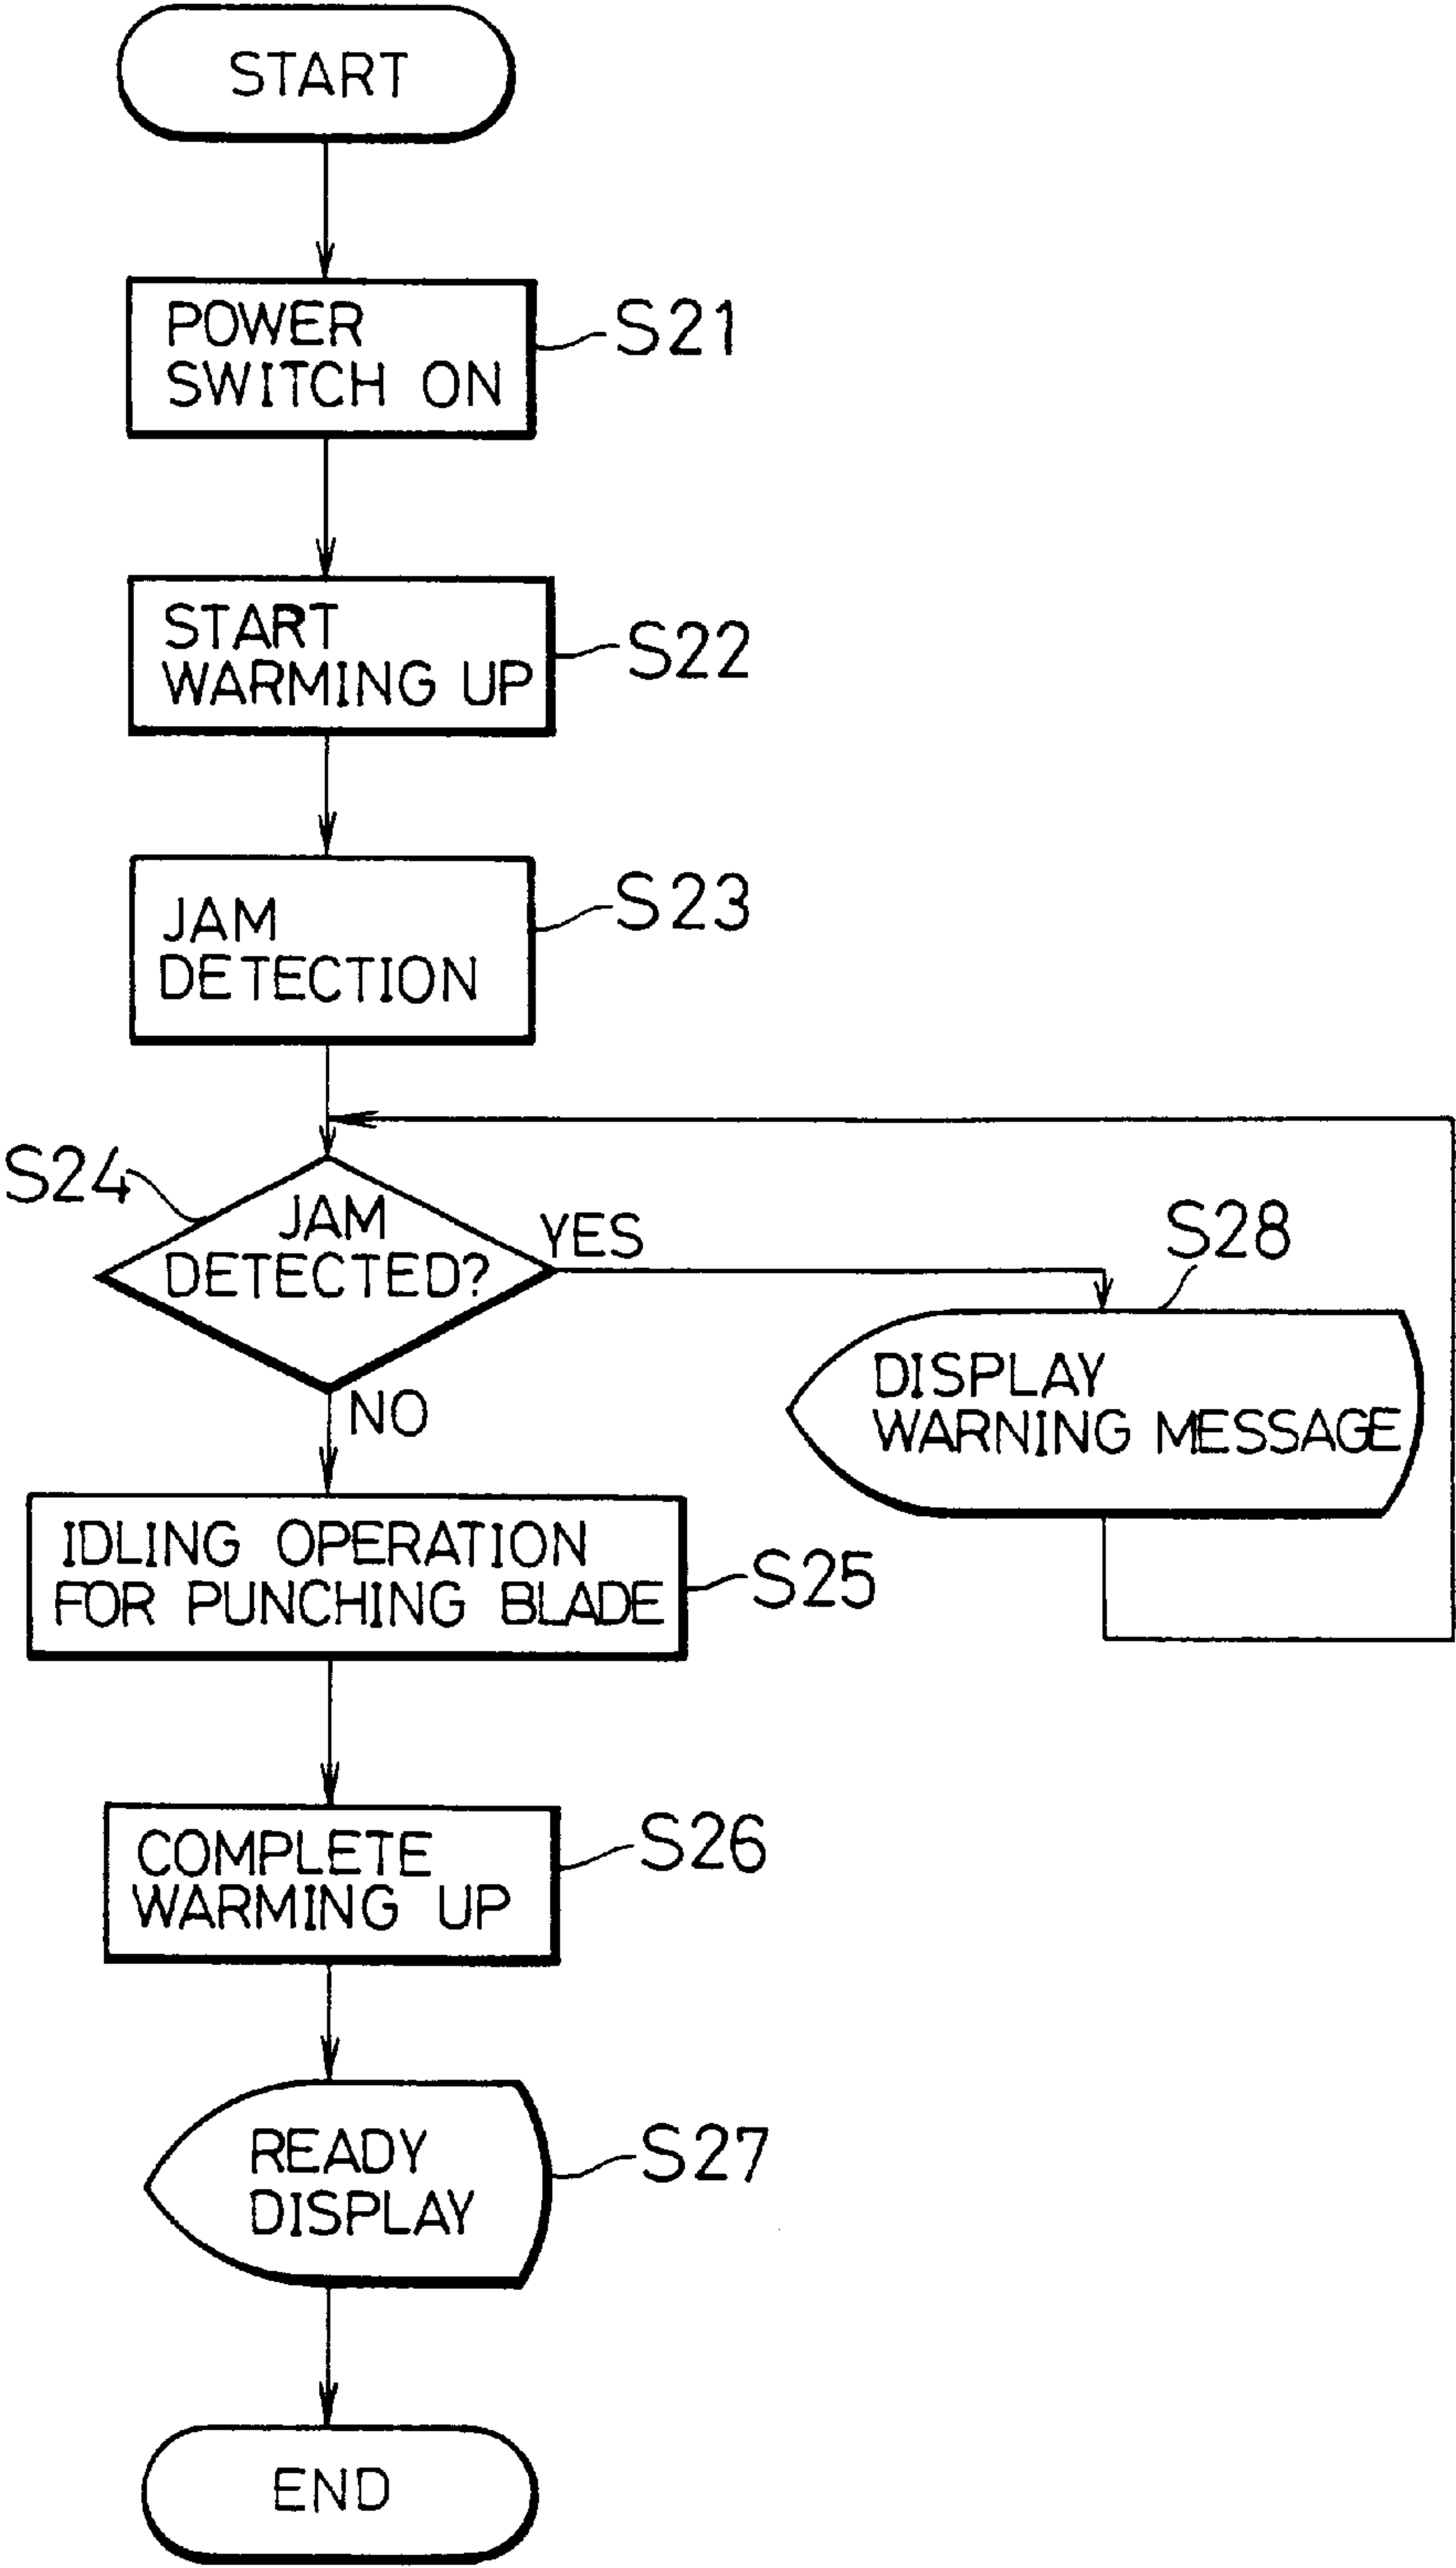 START
POWER
SWITCH ON
S21
START
WARMING UP
S22
JAM
DETECTION
S23
S24
JAM
DETECTED?
YES
NO
S28
DISPLAY
WARNING MESSAGE
IDLING OPERATION
FOR PUNCHING BLADE
S25
COMPLETE
WARMING UP
S26
READY
DISPLAY
S27
END